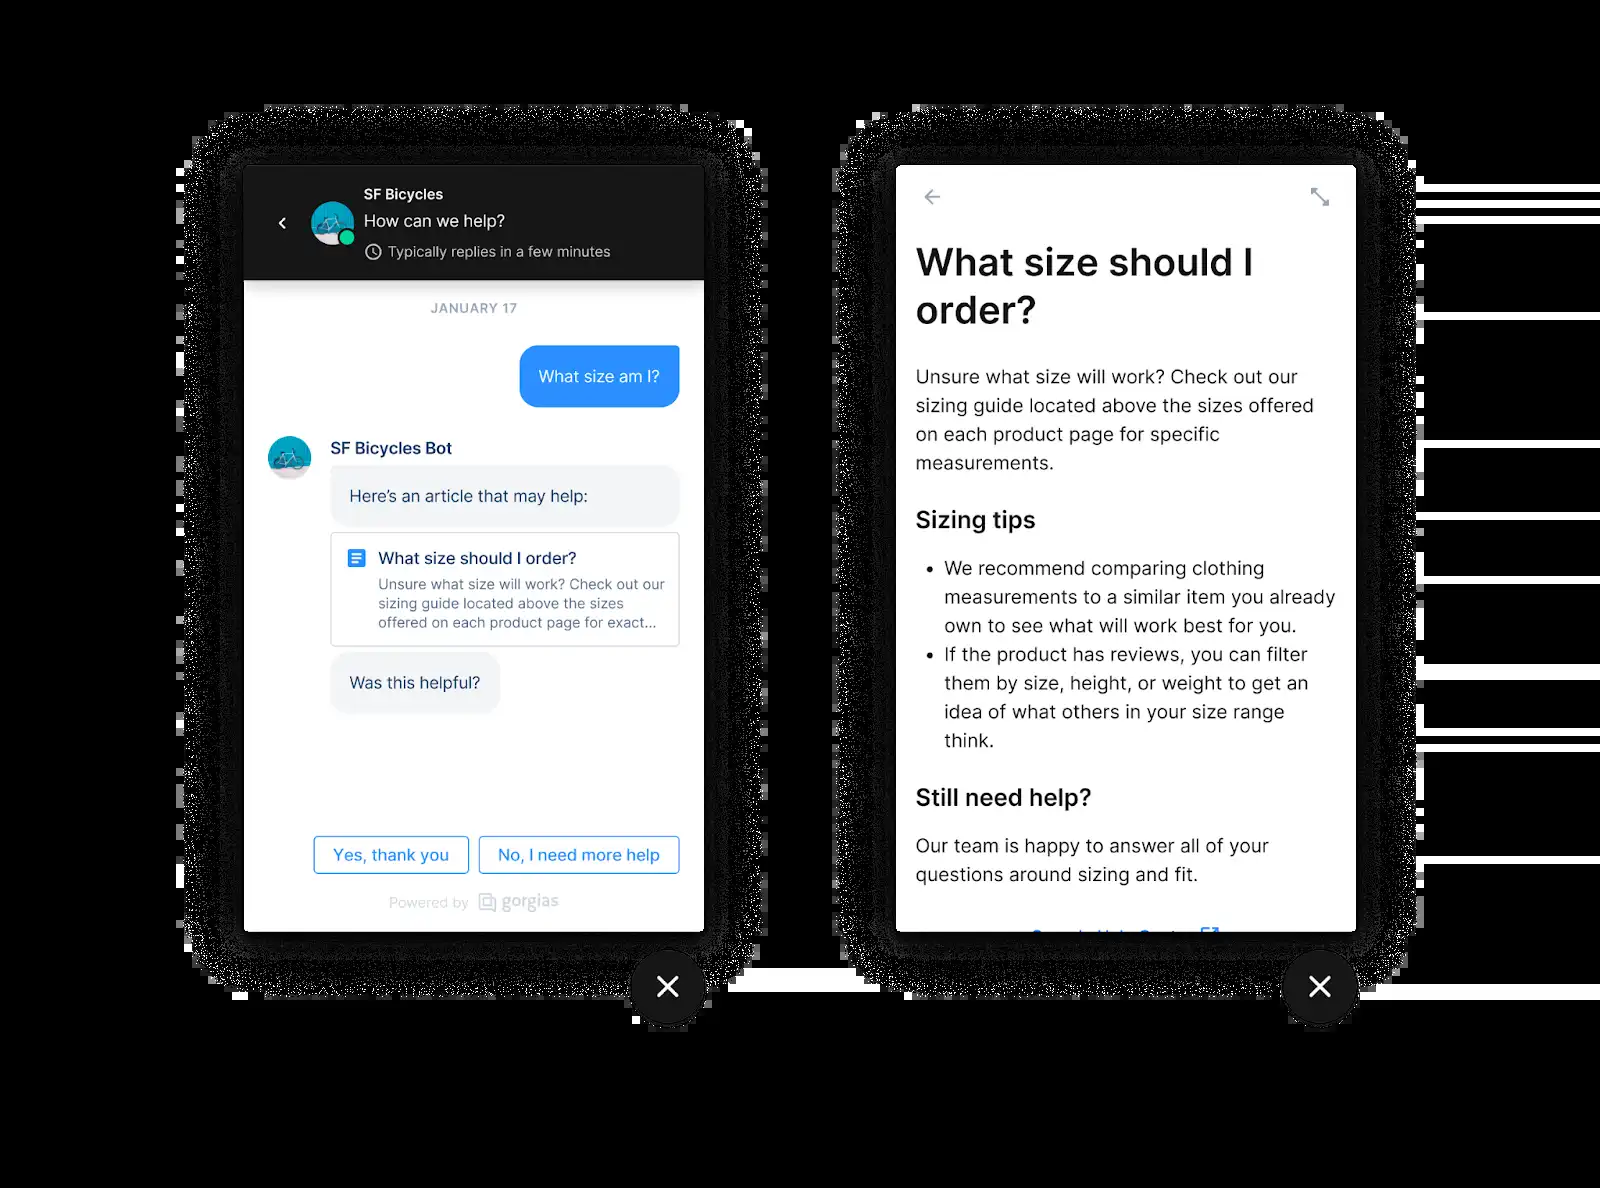 SF Bicycles
How can we help?
Typically replies in a few minutes
JANUARY 17
What size am I?
SF Bicycles Bot
Here's an article that may help:
What size should I order?
Unsure what size will work? Check out our
sizing guide located above the sizes
offered on each product page for exact...
Was this helpful?
Yes, thank you
No, I need more help
Powered by gorgias
What size should I
order?
Unsure what size will work? Check out our
sizing guide located above the sizes offered
on each product page for specific
measurements.
Sizing tips
• We recommend comparing clothing
measurements to a similar item you already
own to see what will work best for you.
• If the product has reviews, you can filter
them by size, height, or weight to get an
idea of what others in your size range
think.
Still need help?
Our team is happy to answer all of your
questions around sizing and fit.